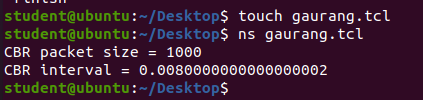 student@ubuntu:~/Desktop$ touch gaurang.tcl
student@ubuntu:~/Desktop$ ns gaurang.tcl
CBR packet size = 1000
CBR interval = 0.0080000000000000002
student@ubuntu:~/Desktop$